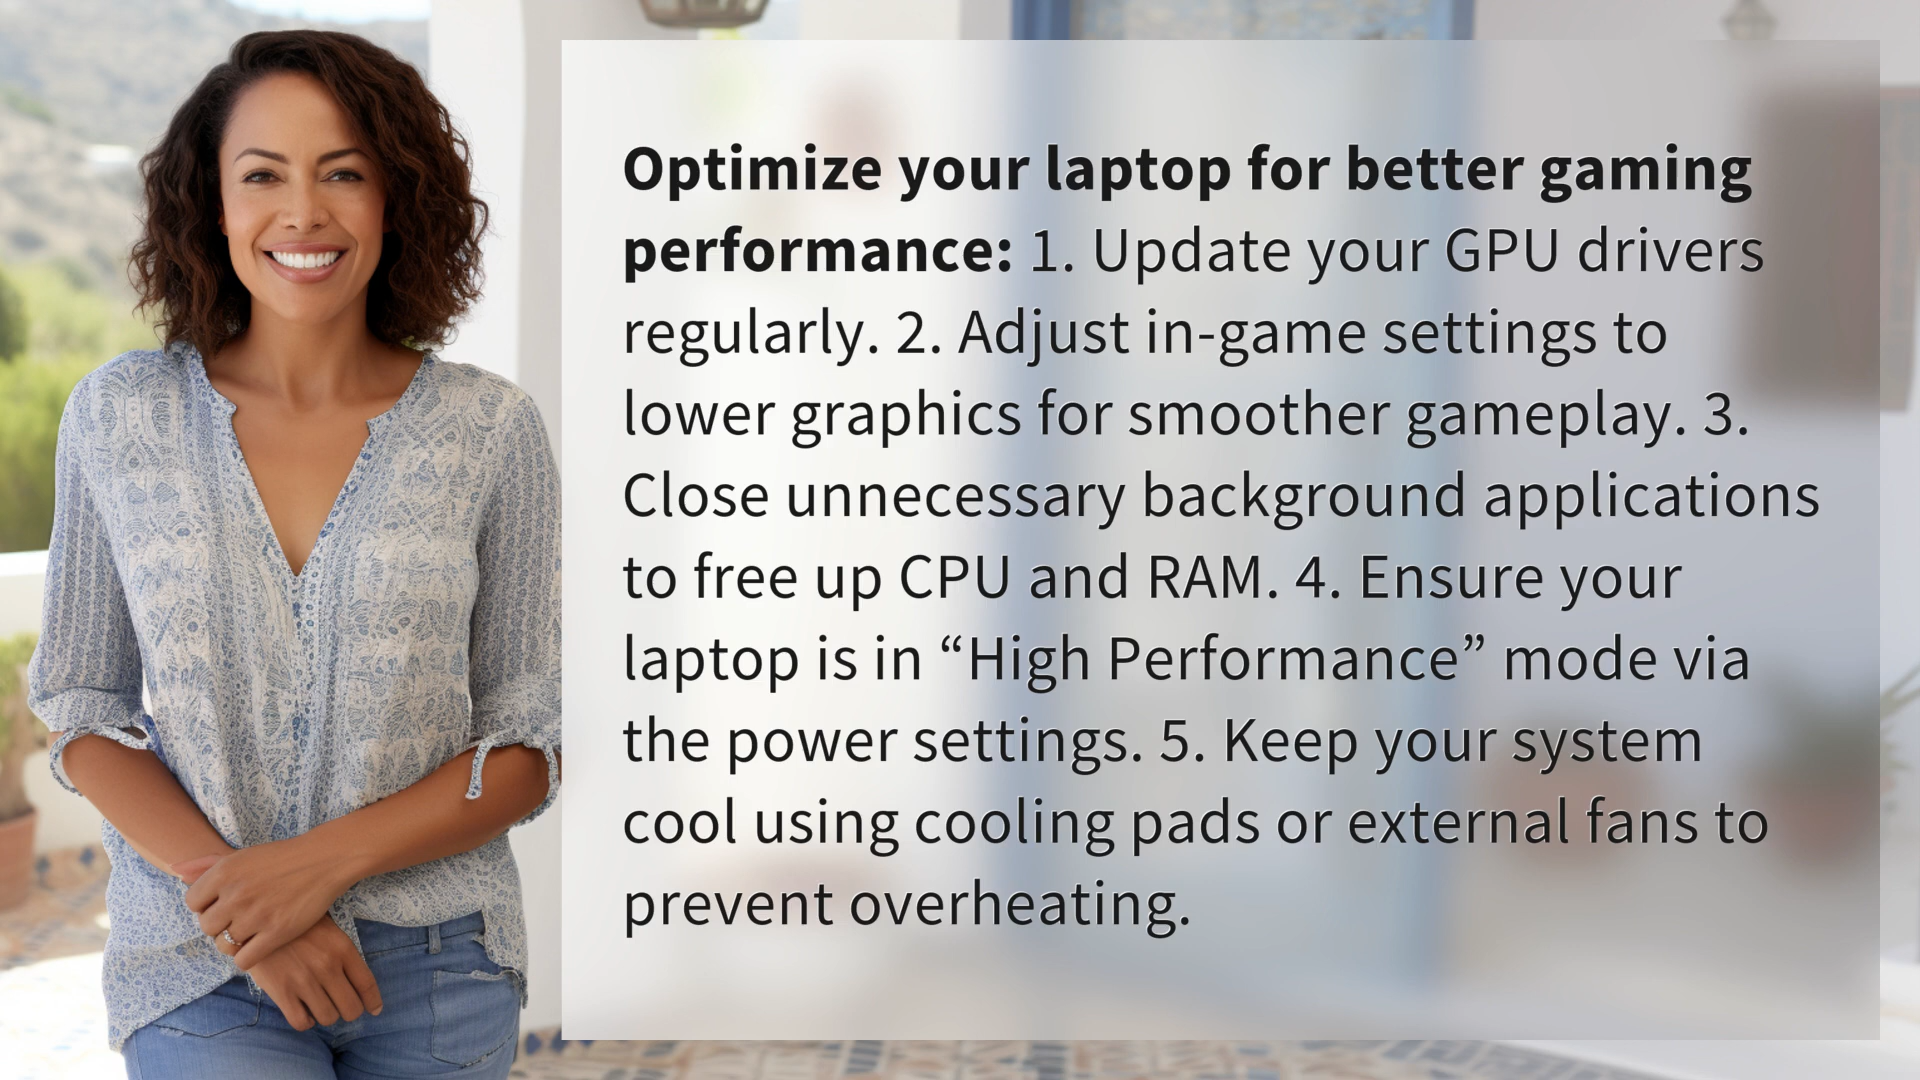 Optimize your laptop for better gaming
performance: 1. Update your GPU drivers
regularly. 2. Adjust in-game settings to
lower graphics for smoother gameplay. 3.
Close unnecessary background applications
to free up CPU and RAM. 4. Ensure your
laptop is in “High Performance” mode via
the power settings. 5. Keep your system
cool using cooling pads or external fans to
prevent overheating.